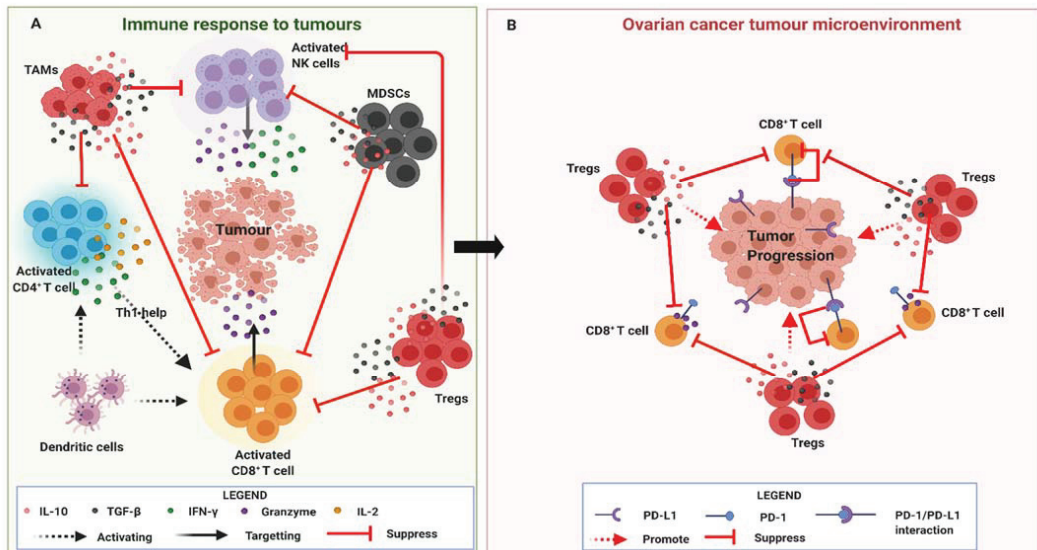 A
Immune response to tumours
TAMs
Activated
NK cells
MDSCs
Tumour
Activated
CD4⁺ T cell
Th1 help
Dendritic cells
Activated
CD8⁺ T cell
Tregs
LEGEND
IL-10
TGF-β
IFN-γ
Granzyme
IL-2
Activating
Targetting
Suppress
B
Ovarian cancer tumour microenvironment
CD8⁺ T cell
Tregs
Tregs
Tumor
Progression
CD8⁺ T cell
CD8⁺ T cell
Tregs
LEGEND
PD-L1
PD-1
PD-1/PD-L1
interaction
Promote
Suppress